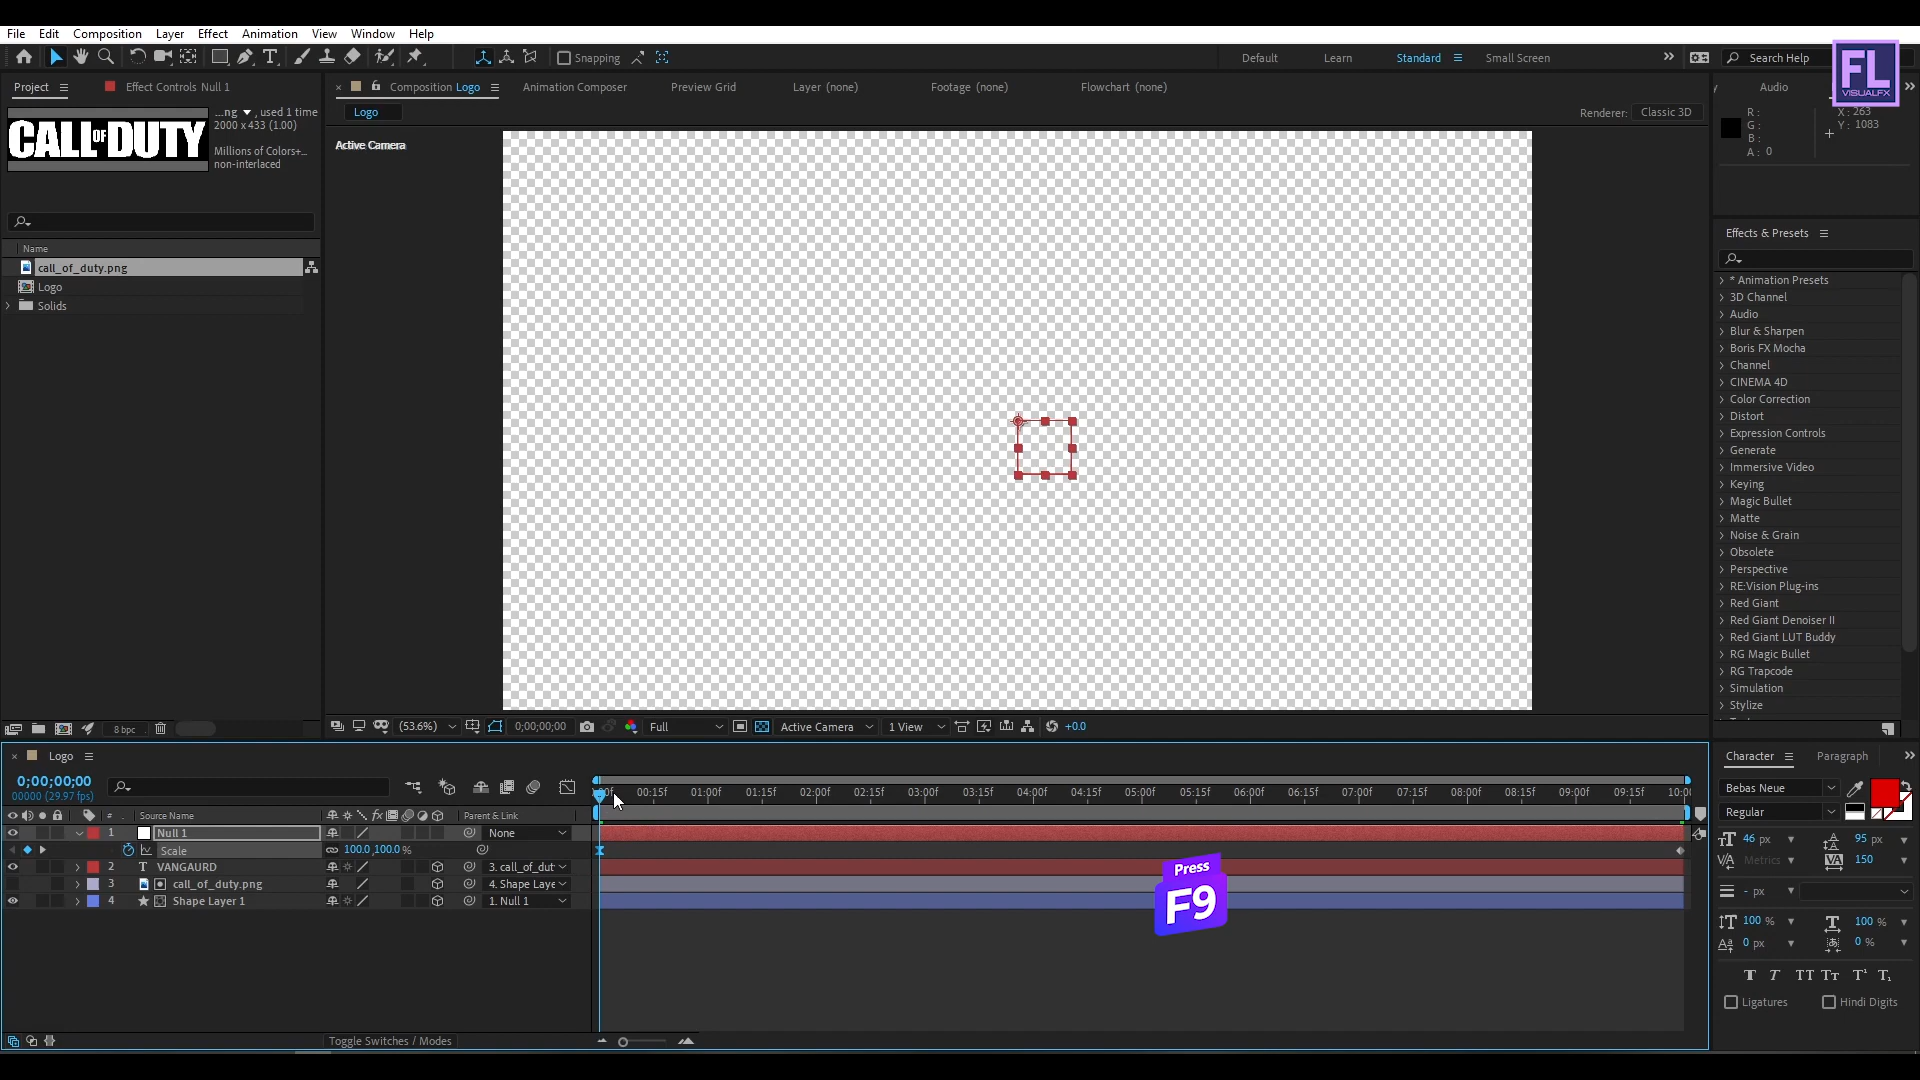 File Edit Composition Layer Effect Animation View Window Help
Snapping Default Learn Standard Small Screen Search Help
FL
VISUALFX
Project Effect Controls Null 1 Composition Logo Animation Composer Preview Grid Layer (none) Footage (none) Flowchart (none) Audio
...ng , used 1 time
2000 x 433 (1.00)
Millions of Colors+...
non-interlaced
CALL OF DUTY
Logo Renderer: Classic 3D
Active Camera
R :
G :
B :
A : 0
X : 263
Y : 1083
Name
call_of_duty.png
Logo
Solids
Effects & Presets
* Animation Presets
3D Channel
Audio
Blur & Sharpen
Boris FX Mocha
Channel
CINEMA 4D
Color Correction
Distort
Expression Controls
Generate
Immersive Video
Keying
Magic Bullet
Matte
Noise & Grain
Obsolete
Perspective
RE:Vision Plug-ins
Red Giant
Red Giant Denoiser II
Red Giant LUT Buddy
RG Magic Bullet
RG Trapcode
Simulation
Stylize
8 bpc (53.6%) 0;00;00;00 Full Active Camera 1 View +0.0
Logo
0;00;00;00
00000 (29.97 fps)
00:15f 01:00f 01:15f 02:00f 02:15f 03:00f 03:15f 04:00f 04:15f 05:00f 05:15f 06:00f 06:15f 07:00f 07:15f 08:00f 08:15f 09:00f 09:15f 10:00
# Source Name Parent & Link
1 Null 1 None
Scale 100.0,100.0 %
2 T VANGAURD 3. call_of_dut
3 call_of_duty.png 4. Shape Laye
4 Shape Layer 1 1. Null 1
Press
F9
Toggle Switches / Modes
Character Paragraph
Bebas Neue
Regular
46 px 95 px
Metrics 150
- px
100 % 100 %
0 px 0 %
T T TT Tt T¹ T₁
Ligatures Hindi Digits